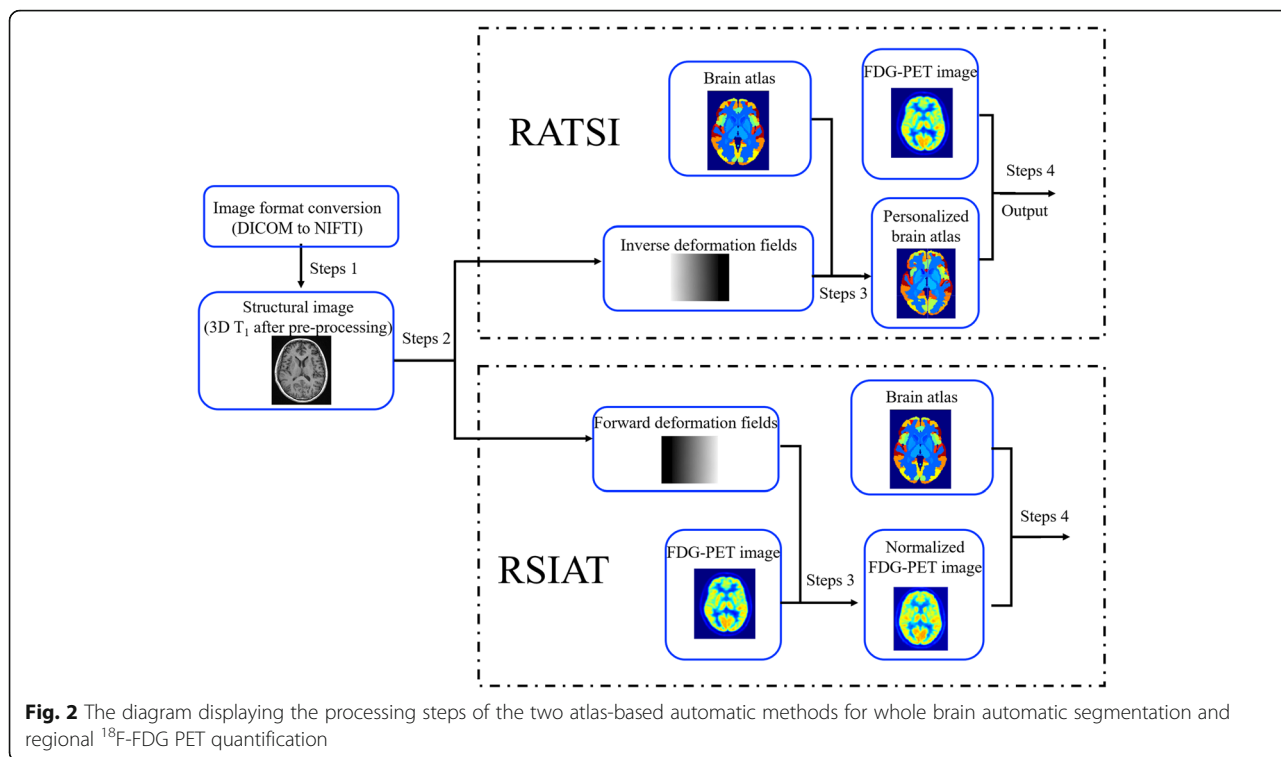 Image format conversion
(DICOM to NIFTI)
Steps 1
Structural image
(3D T₁ after pre-processing)
Steps 2
RATSI
Brain atlas
FDG-PET image
Inverse deformation fields
Steps 3
Personalized
brain atlas
Steps 4
Output
RSIAT
Forward deformation fields
FDG-PET image
Steps 3
Brain atlas
Normalized
FDG-PET image
Steps 4
Fig. 2 The diagram displaying the processing steps of the two atlas-based automatic methods for whole brain automatic segmentation and
regional ¹⁸F-FDG PET quantification